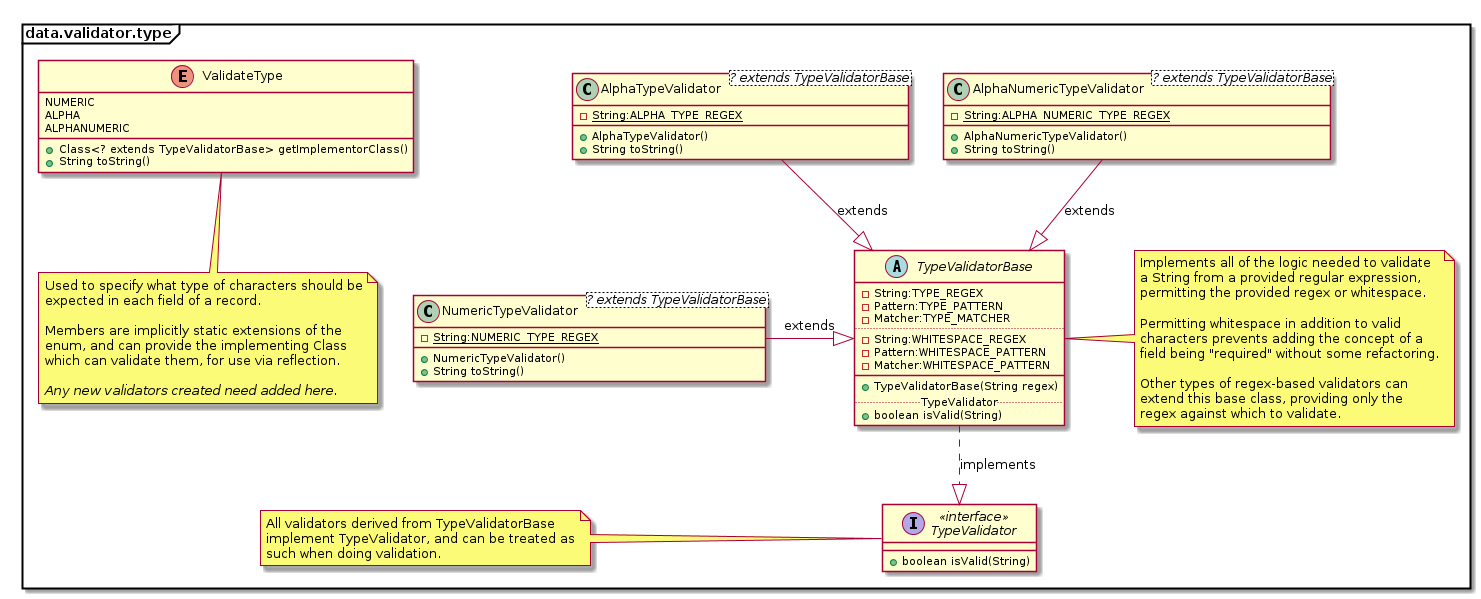 data.validator.type
E ValidateType
NUMERIC
ALPHA
ALPHANUMERIC
Class<? extends TypeValidatorBase> getImplementorClass()
String toString()
? extends TypeValidatorBase
C AlphaTypeValidator
String:ALPHA_TYPE_REGEX
AlphaTypeValidator()
String toString()
? extends TypeValidatorBase
C AlphaNumericTypeValidator
String:ALPHA_NUMERIC_TYPE_REGEX
AlphaNumericTypeValidator()
String toString()
extends
extends
Used to specify what type of characters should be
expected in each field of a record.
Members are implicitly static extensions of the
enum, and can provide the implementing Class
which can validate them, for use via reflection.
Any new validators created need added here.
? extends TypeValidatorBase
C NumericTypeValidator
String:NUMERIC_TYPE_REGEX
NumericTypeValidator()
String toString()
extends
A TypeValidatorBase
String:TYPE_REGEX
Pattern:TYPE_PATTERN
Matcher:TYPE_MATCHER
String:WHITESPACE_REGEX
Pattern:WHITESPACE_PATTERN
Matcher:WHITESPACE_PATTERN
TypeValidatorBase(String regex)
TypeValidator
boolean isValid(String)
Implements all of the logic needed to validate
a String from a provided regular expression,
permitting the provided regex or whitespace.
Permitting whitespace in addition to valid
characters prevents adding the concept of a
field being "required" without some refactoring.
Other types of regex-based validators can
extend this base class, providing only the
regex against which to validate.
implements
All validators derived from TypeValidatorBase
implement TypeValidator, and can be treated as
such when doing validation.
I «interface»
TypeValidator
boolean isValid(String)